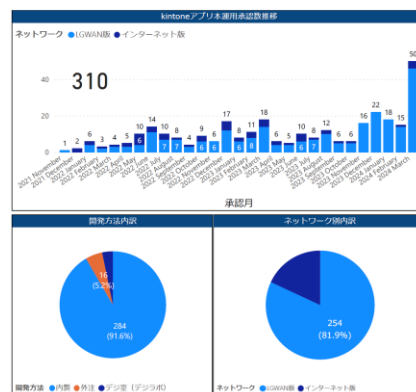 kintoneアプリ本運用承認数推移
ネットワーク ●LGWAN版 ●インターネット版
310
40
20
0
1 2 6 3 4 5 10 14 10 8 4 9 6 17 8 11 18 6 5 10 8 12 6 6 16 22 18 15 50
6 7 7 6 6 6 8 6 7
2021 November
2021 December
2022 January
2022 February
2022 March
2022 April
2022 May
2022 June
2022 July
2022 August
2022 September
2022 October
2022 November
2022 December
2023 January
2023 February
2023 March
2023 April
2023 May
2023 June
2023 July
2023 August
2023 September
2023 October
2023 December
2024 January
2024 February
2024 March
承認月
開発方法内訳
16
(5.2%)
284
(91.6%)
開発方法 ●内製 ●外注 ●デジ室(デジラボ)
ネットワーク別内訳
254
(81.9%)
ネットワーク ●LGWAN版 ●インターネット版